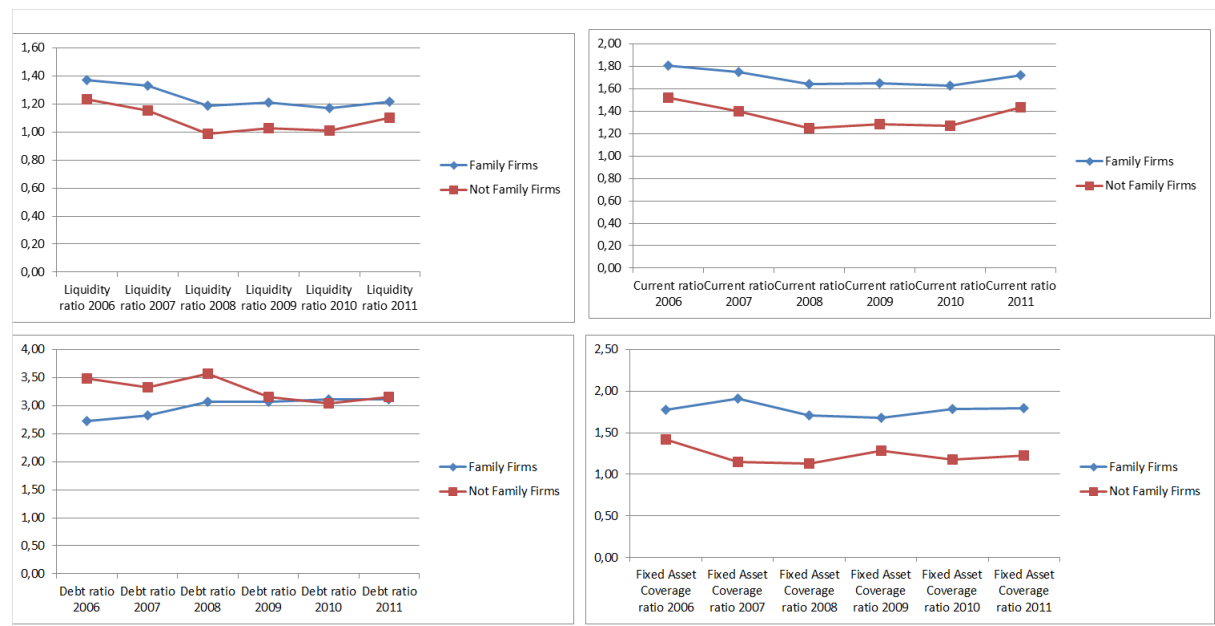 1,60
1,40
1,20
1,00
0,80
0,60
0,40
0,20
0,00
Liquidity Liquidity Liquidity Liquidity Liquidity Liquidity
ratio 2006 ratio 2007 ratio 2008 ratio 2009 ratio 2010 ratio 2011
Family Firms
Not Family Firms
2,00
1,80
1,60
1,40
1,20
1,00
0,80
0,60
0,40
0,20
0,00
Current ratio Current ratio Current ratio Current ratio Current ratio Current ratio
2006 2007 2008 2009 2010 2011
Family Firms
Not Family Firms
4,00
3,50
3,00
2,50
2,00
1,50
1,00
0,50
0,00
Debt ratio Debt ratio Debt ratio Debt ratio Debt ratio Debt ratio
2006 2007 2008 2009 2010 2011
Family Firms
Not Family Firms
2,50
2,00
1,50
1,00
0,50
0,00
Fixed Asset Fixed Asset Fixed Asset Fixed Asset Fixed Asset Fixed Asset
Coverage Coverage Coverage Coverage Coverage Coverage
ratio 2006 ratio 2007 ratio 2008 ratio 2009 ratio 2010 ratio 2011
Family Firms
Not Family Firms